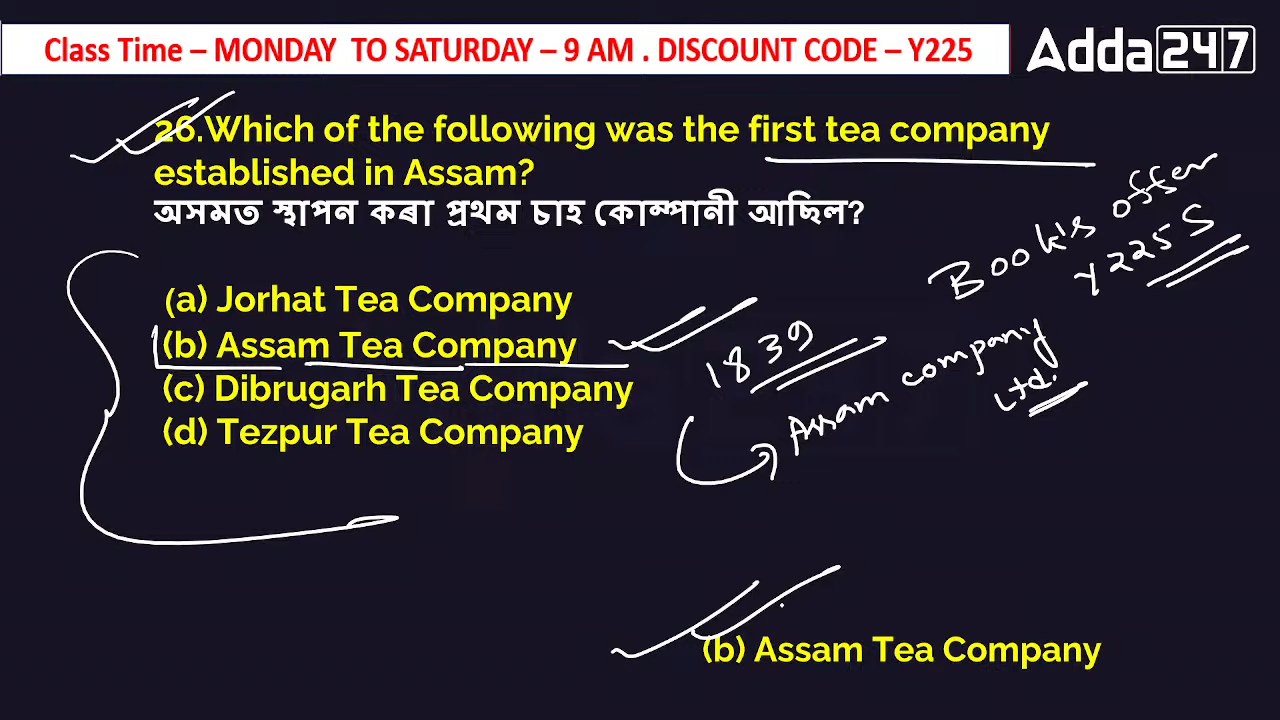 Class Time – MONDAY TO SATURDAY – 9 AM . DISCOUNT CODE – Y225
Adda247
26.Which of the following was the first tea company
established in Assam?
অসমত স্থাপন কৰা প্ৰথম চাহ কোম্পানী আছিল?
(a) Jorhat Tea Company
(b) Assam Tea Company
(c) Dibrugarh Tea Company
(d) Tezpur Tea Company
Book's offer
Y225S
1839
Assam company
Ltd.
(b) Assam Tea Company